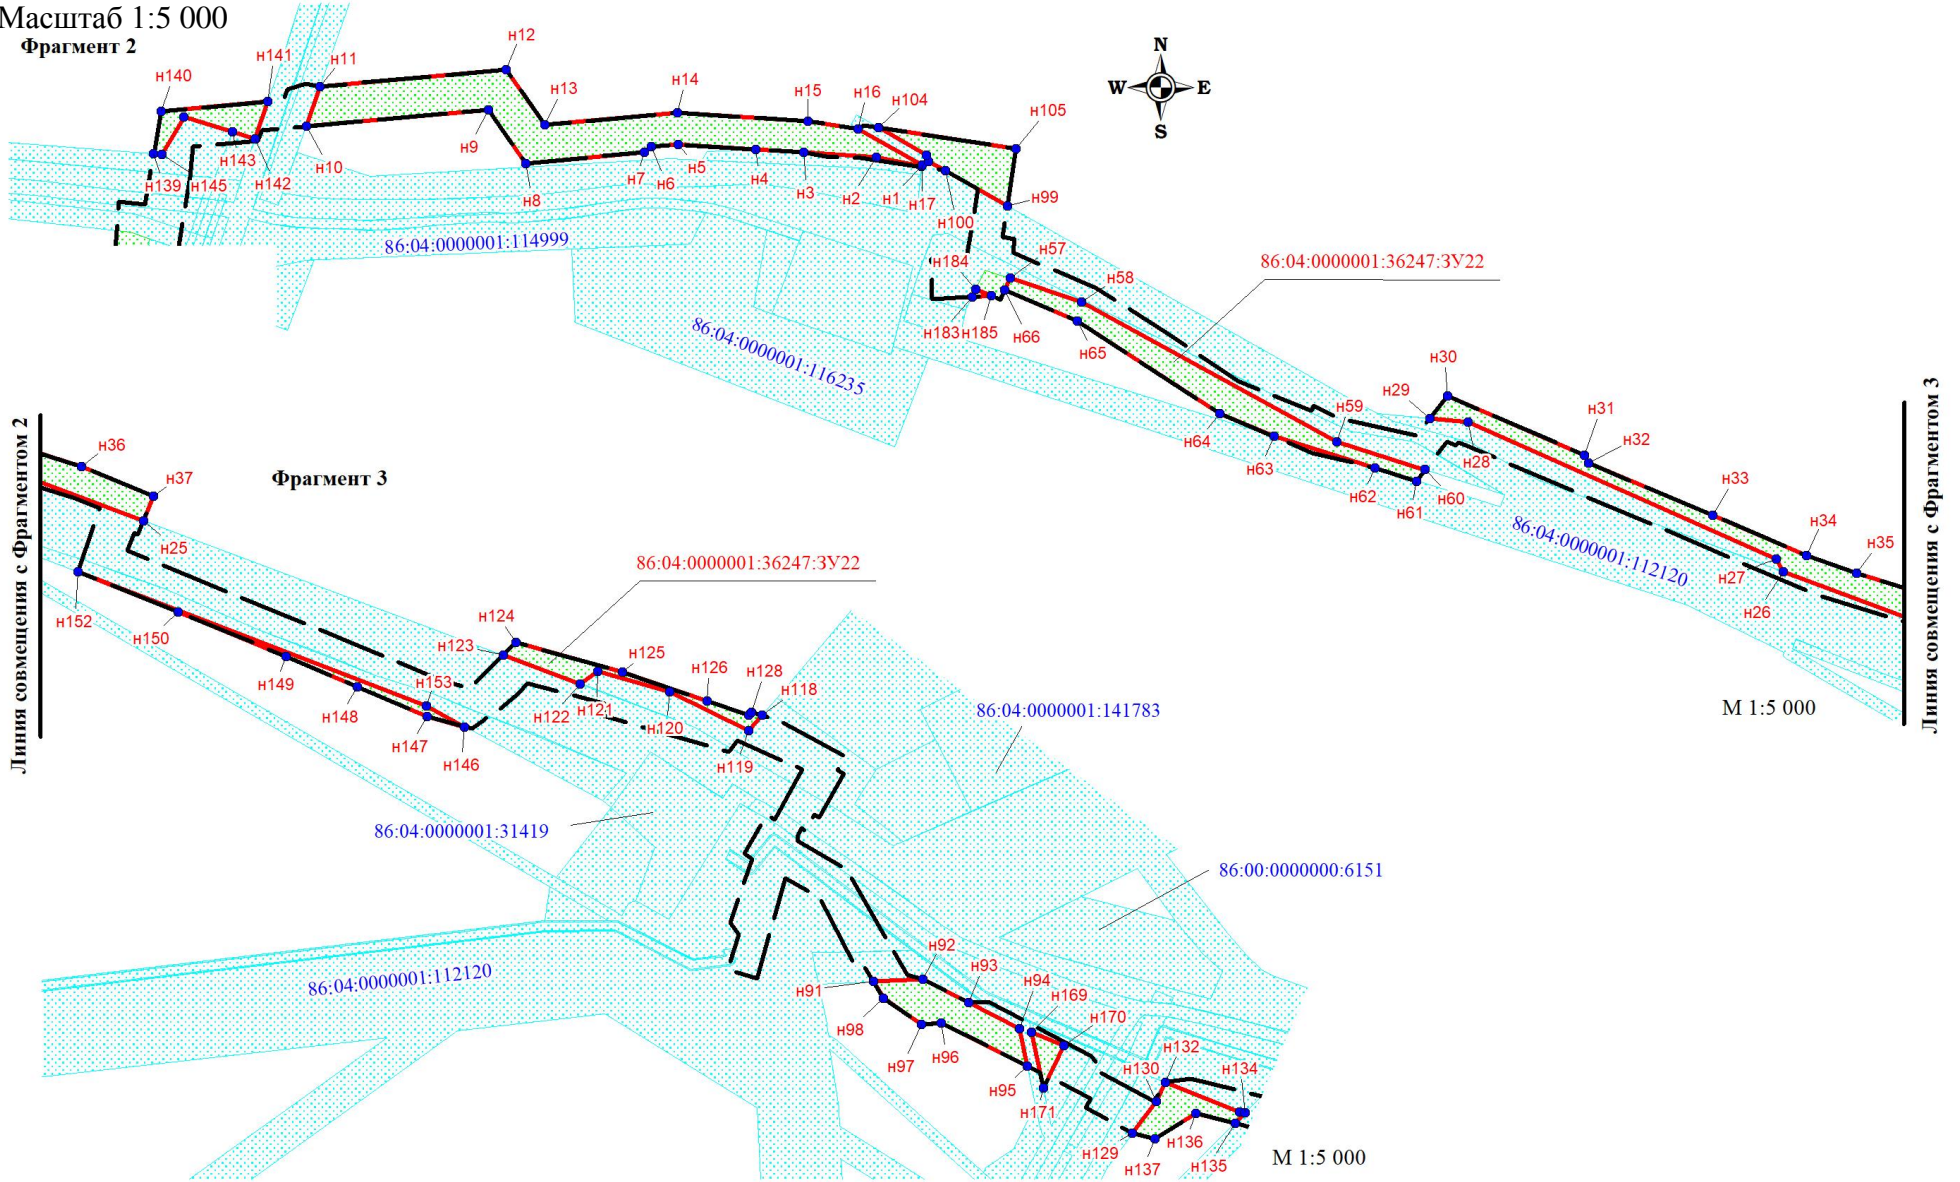 Масштаб 1:5 000
Фрагмент 2
н140
н141
н11
н12
н13
н14
н15
н16
н104
н105
N
W
E
S
н139
н145
н143
н142
н10
н9
н8
н7
н6
н5
н4
н3
н2
н1
н17
н100
н99
86:04:0000001:114999
н184
н57
н58
86:04:0000001:36247:ЗУ22
н183
н185
н66
н65
86:04:0000001:116235
н30
н29
н59
н31
н32
н64
н63
н62
н61
н60
н28
н33
н34
н35
н27
н26
86:04:0000001:112120
М 1:5 000
Линия совмещения с Фрагментом 3
Линия совмещения с Фрагментом 2
Фрагмент 3
н36
н37
н25
86:04:0000001:36247:ЗУ22
н152
н150
н149
н148
н147
н153
н146
н124
н123
н125
н126
н128
н118
н122
н121
н120
н119
86:04:0000001:141783
86:04:0000001:31419
86:00:0000000:6151
86:04:0000001:112120
н92
н93
н94
н169
н170
н91
н98
н97
н96
н95
н171
н132
н130
н134
н129
н137
н136
н135
М 1:5 000